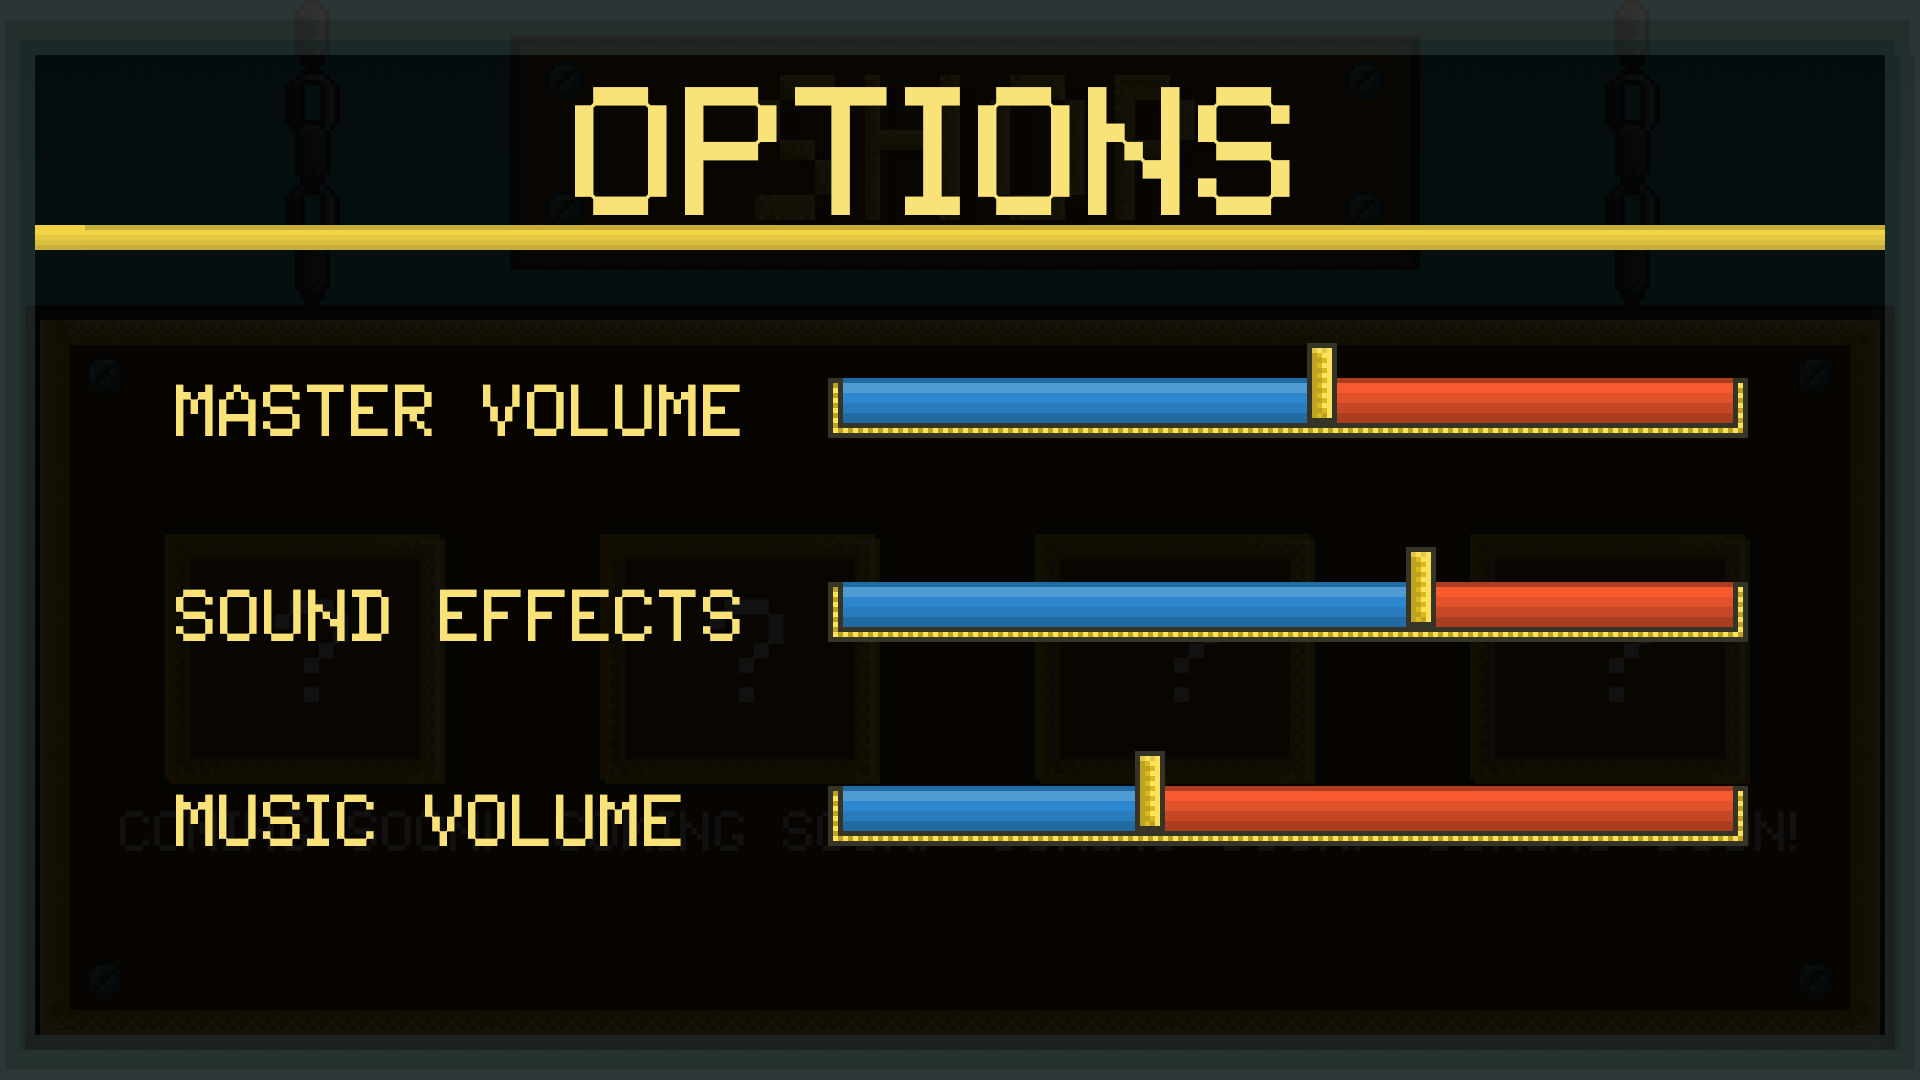 OPTIONS
MASTER VOLUME
SOUND EFFECTS
? ? ? ?
MUSIC VOLUME